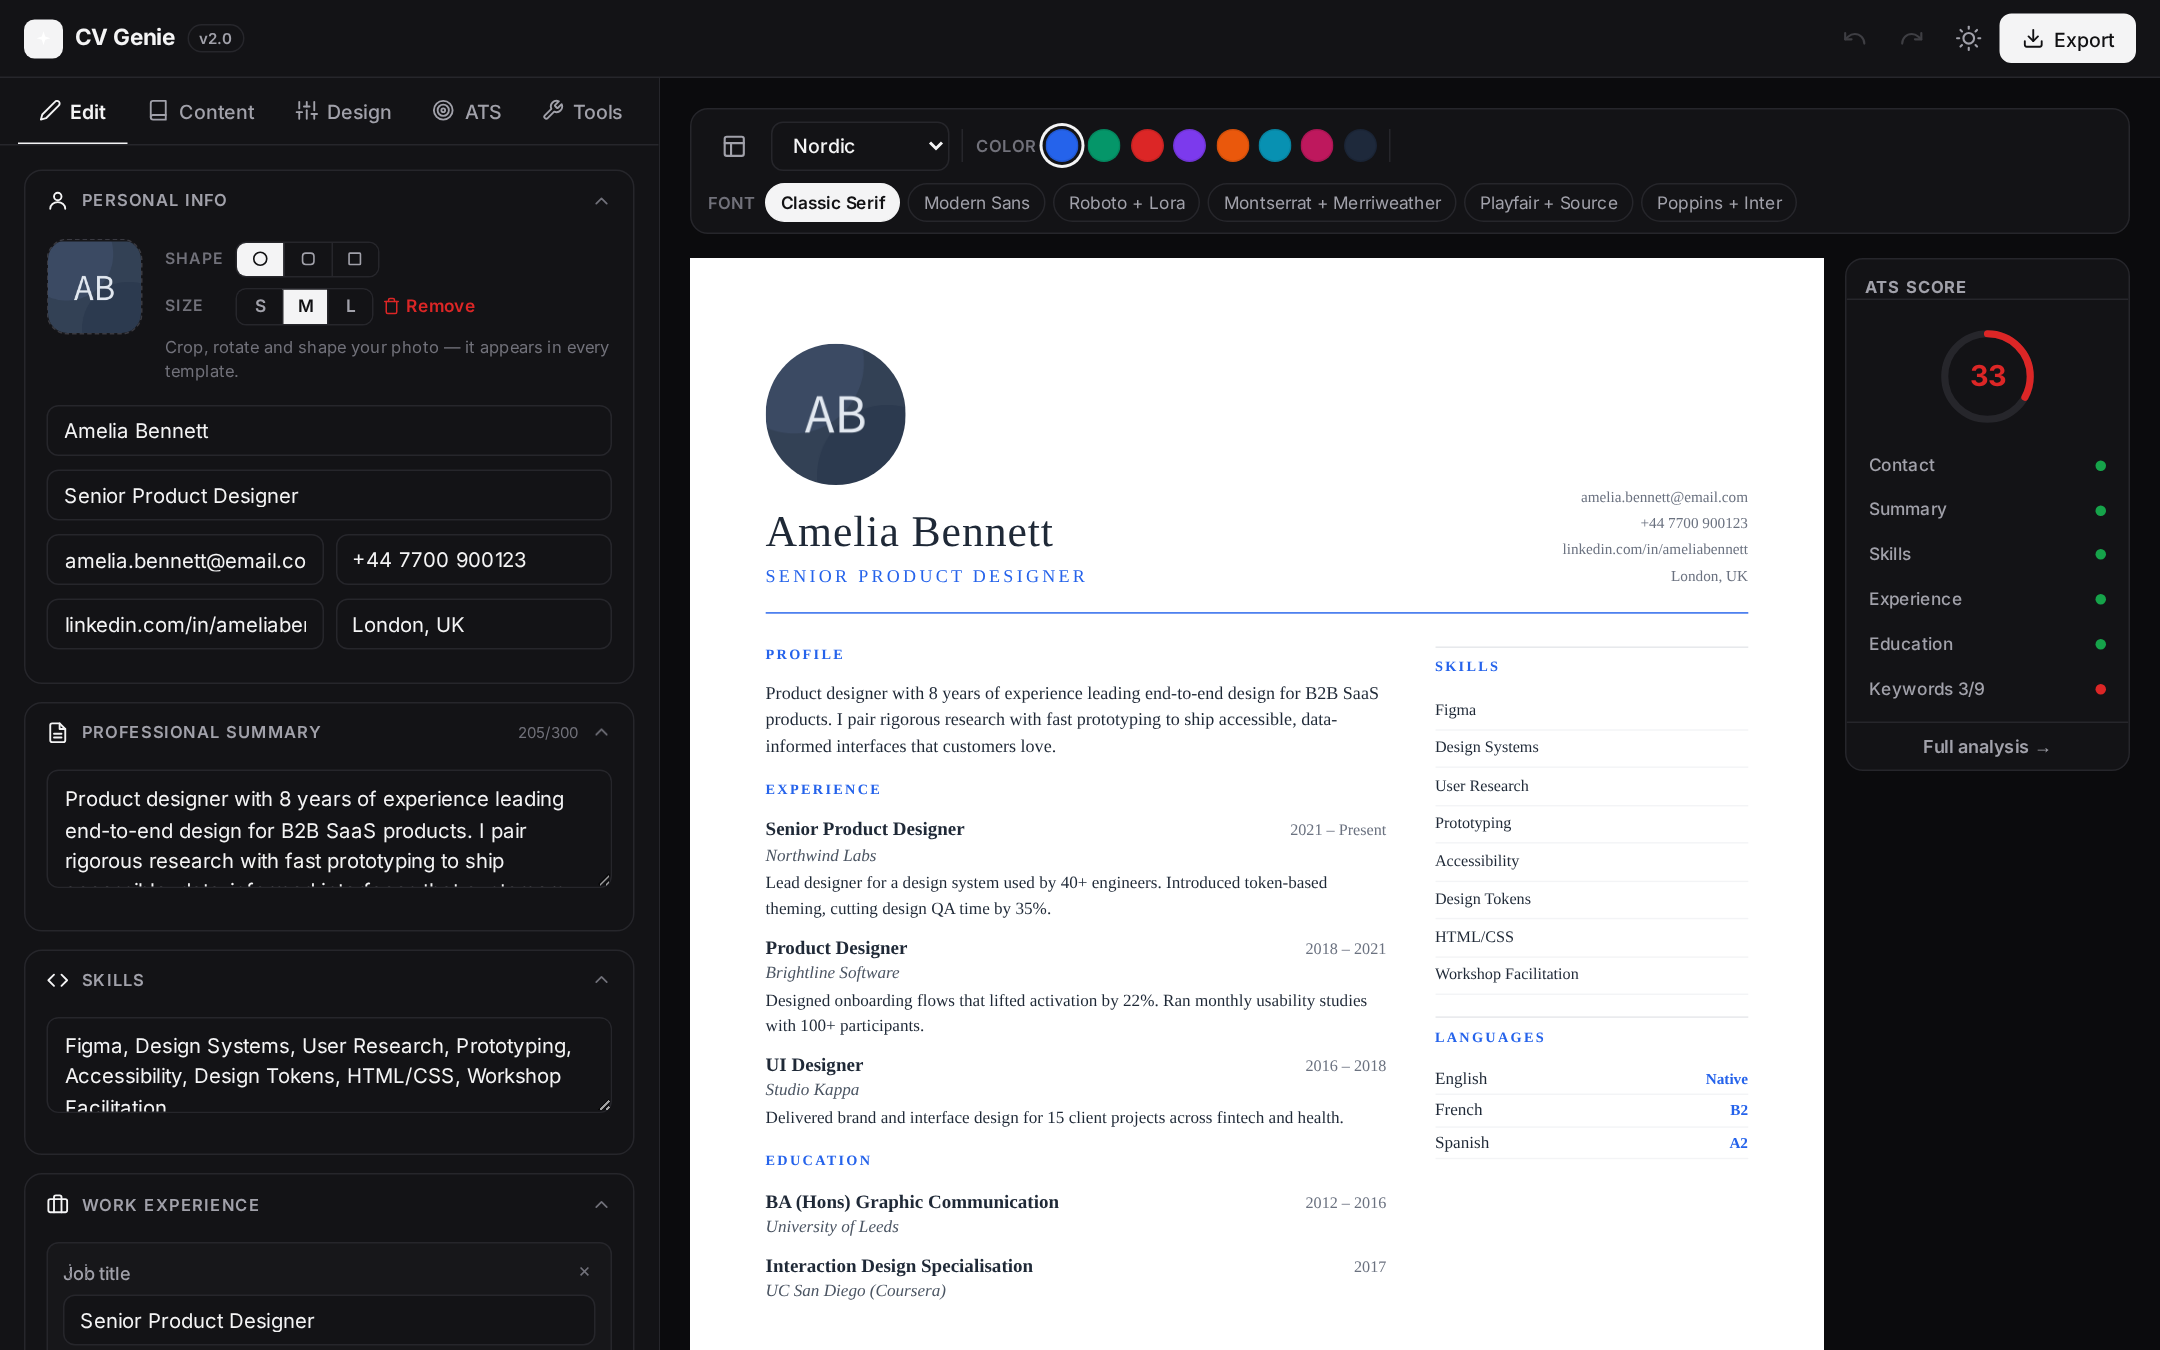 CV Genie
v2.0
Export
Edit
Content
Design
ATS
Tools
PERSONAL INFO
AB
SHAPE
SIZE
S
M
L
Remove
Crop, rotate and shape your photo — it appears in every
template.
Amelia Bennett
Senior Product Designer
amelia.bennett@email.co
+44 7700 900123
linkedin.com/in/ameliaber
London, UK
PROFESSIONAL SUMMARY
205/300
Product designer with 8 years of experience leading
end-to-end design for B2B SaaS products. I pair
rigorous research with fast prototyping to ship
SKILLS
Figma, Design Systems, User Research, Prototyping,
Accessibility, Design Tokens, HTML/CSS, Workshop
Facilitation
WORK EXPERIENCE
Job title
Senior Product Designer
Nordic
COLOR
FONT
Classic Serif
Modern Sans
Roboto + Lora
Montserrat + Merriweather
Playfair + Source
Poppins + Inter
AB
Amelia Bennett
SENIOR PRODUCT DESIGNER
amelia.bennett@email.com
+44 7700 900123
linkedin.com/in/ameliabennett
London, UK
PROFILE
Product designer with 8 years of experience leading end-to-end design for B2B SaaS
products. I pair rigorous research with fast prototyping to ship accessible, data-
informed interfaces that customers love.
EXPERIENCE
Senior Product Designer
2021 – Present
Northwind Labs
Lead designer for a design system used by 40+ engineers. Introduced token-based
theming, cutting design QA time by 35%.
Product Designer
2018 – 2021
Brightline Software
Designed onboarding flows that lifted activation by 22%. Ran monthly usability studies
with 100+ participants.
UI Designer
2016 – 2018
Studio Kappa
Delivered brand and interface design for 15 client projects across fintech and health.
EDUCATION
BA (Hons) Graphic Communication
2012 – 2016
University of Leeds
Interaction Design Specialisation
2017
UC San Diego (Coursera)
SKILLS
Figma
Design Systems
User Research
Prototyping
Accessibility
Design Tokens
HTML/CSS
Workshop Facilitation
LANGUAGES
English
Native
French
B2
Spanish
A2
ATS SCORE
33
Contact
Summary
Skills
Experience
Education
Keywords 3/9
Full analysis →